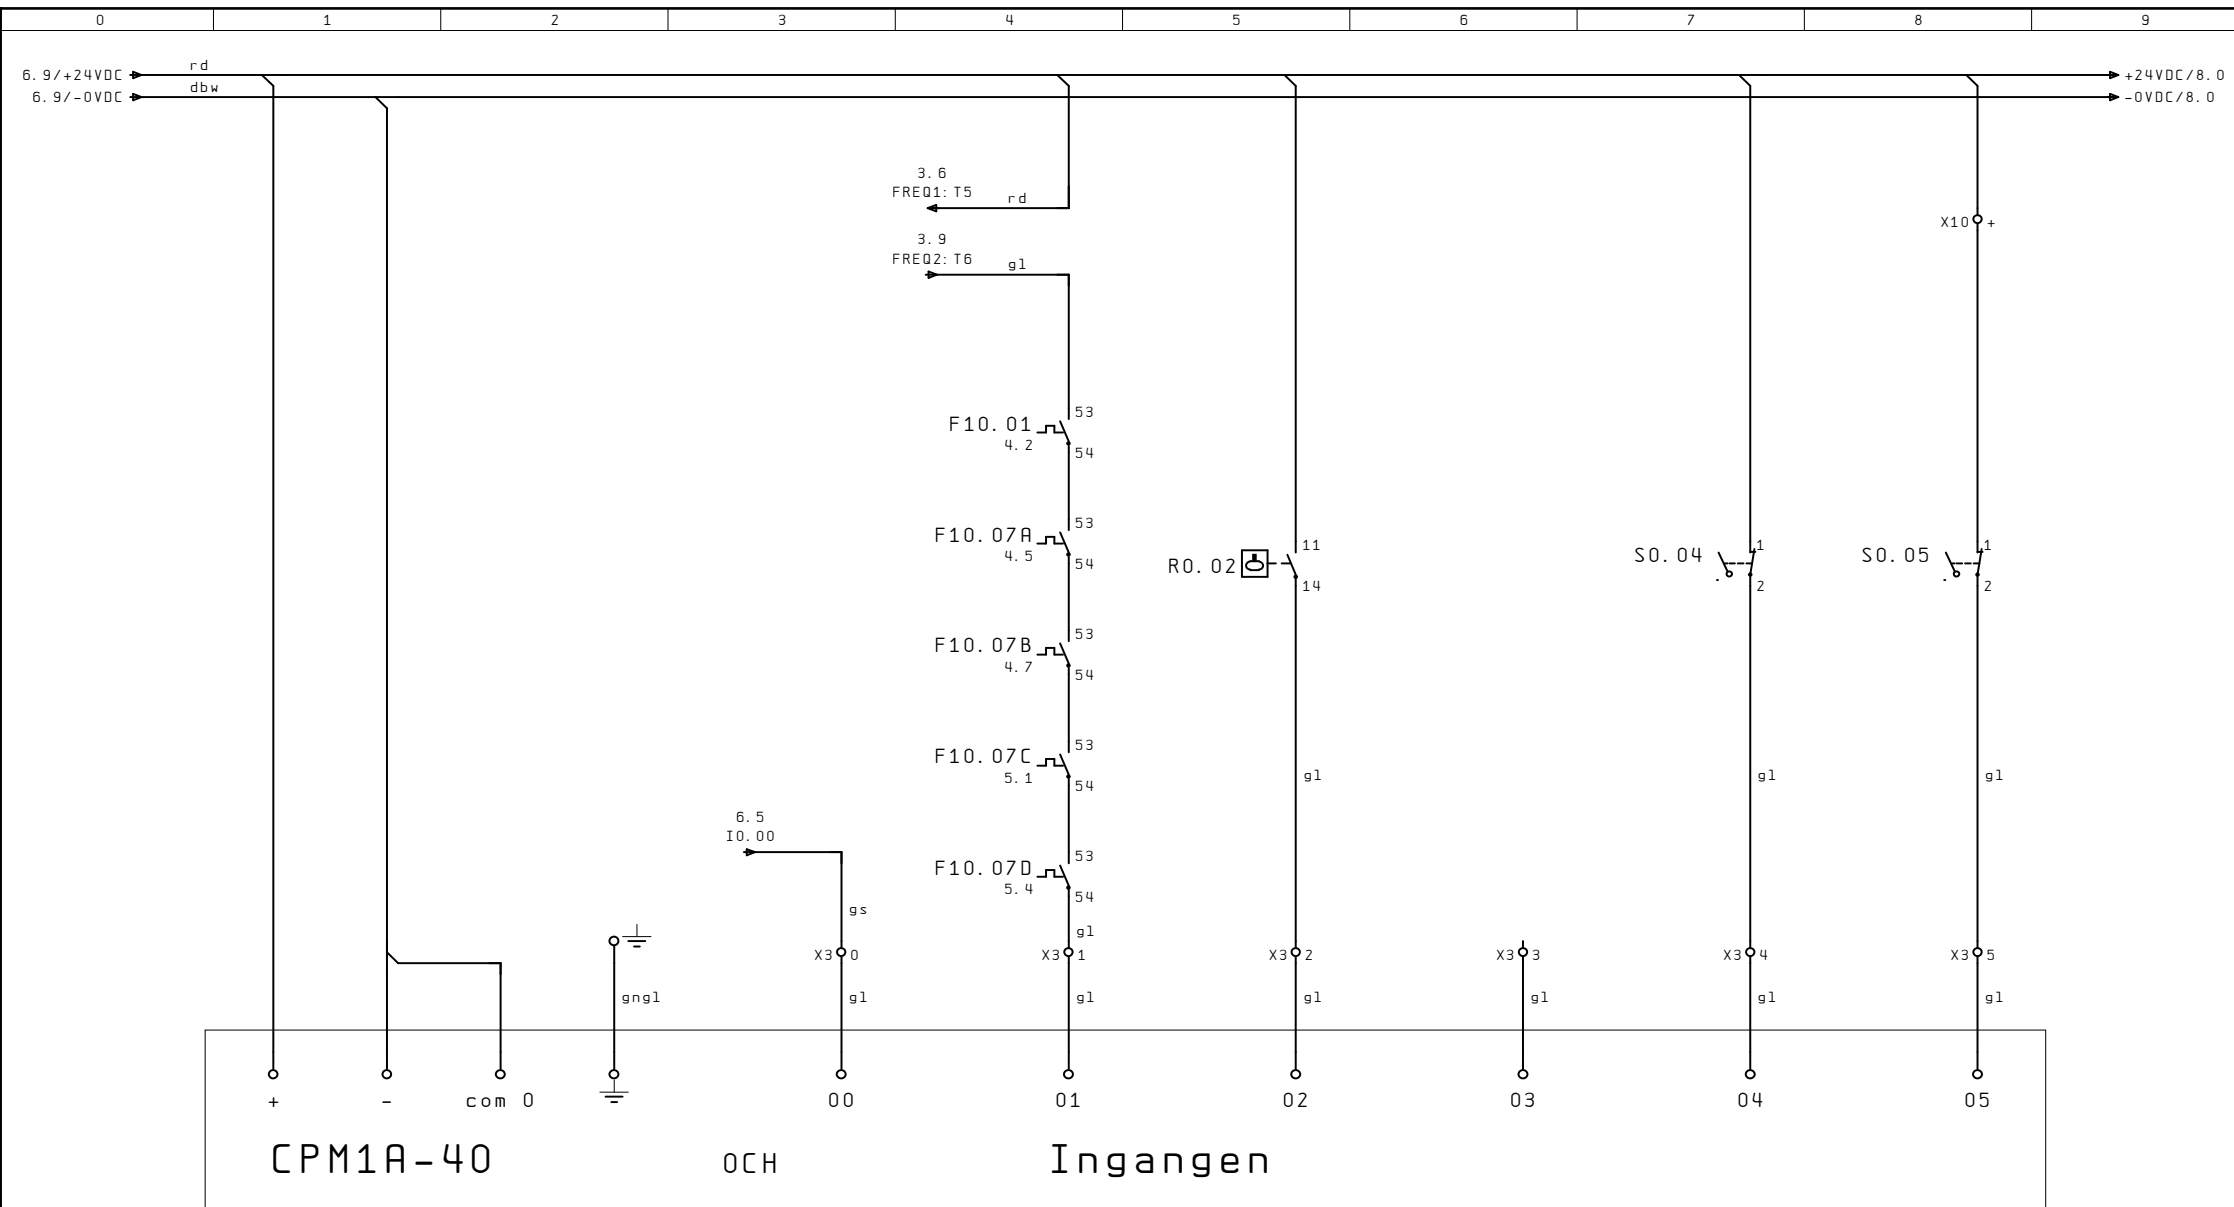 0 1 2 3 4 5 6 7 8 9
6.9/+24VDC rd +24VDC/8.0
6.9/-0VDC dbw -0VDC/8.0
3.6
FREQ1:T5 rd
X10 +
3.9
FREQ2:T6 gl
53
F10.01
4.2
54
53
F10.07A
4.5
54
11
R0.02
14
S0.04 1
2
S0.05 1
2
53
F10.07B
4.7
54
53
F10.07C
5.1
54
gl gl gl
6.5
I0.00
53
F10.07D
5.4
54
gs
gl
X3 0 X3 1 X3 2 X3 3 X3 4 X3 5
gngl gl gl gl gl gl gl
+ - com 0 00 01 02 03 04 05
CPM1A-40 0CH Ingangen